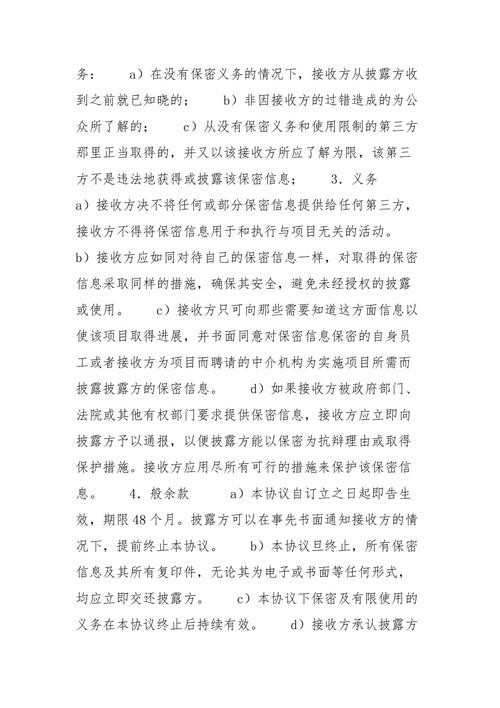 务： a）在没有保密义务的情况下，接收方从披露方收
到之前就已知晓的； b）非因接收方的过错造成的为公
众所了解的； c）从没有保密义务和使用限制的第三方
那里正当取得的，并又以该接收方所应了解为限，该第三
方不是违法地获得或披露该保密信息； 3．义务
a）接收方决不将任何或部分保密信息提供给任何第三方，
接收方不得将保密信息用于和执行与项目无关的活动。
b）接收方应如同对待自己的保密信息一样，对取得的保密
信息采取同样的措施，确保其安全，避免未经授权的披露
或使用。 c）接收方只可向那些需要知道这方面信息以
使该项目取得进展，并书面同意对保密信息保密的自身员
工或者接收方为项目而聘请的中介机构为实施项目所需而
披露披露方的保密信息。 d）如果接收方被政府部门、
法院或其他有权部门要求提供保密信息，接收方应立即向
披露方予以通报，以便披露方能以保密为抗辩理由或取得
保护措施。接收方应用尽所有可行的措施来保护该保密信
息。 4．般余款 a）本协议自订立之日起即告生
效，期限 48 个月。披露方可以在事先书面通知接收方的情
况下，提前终止本协议。 b）本协议旦终止，所有保密
信息及其所有复印件，无论其为电子或书面等任何形式，
均应立即交还披露方。 c）本协议下保密及有限使用的
义务在本协议终止后持续有效。 d）接收方承认披露方